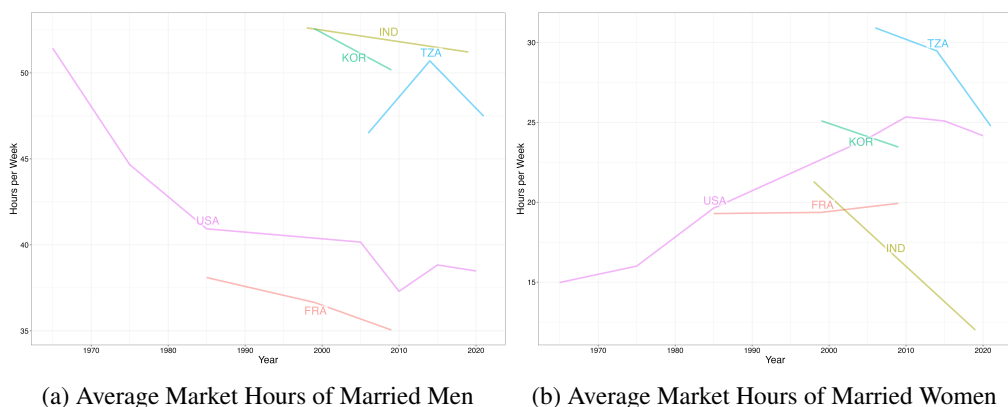 IND
KOR
TZA
USA
FRA
50
45
40
35
Hours per Week
1970
1980
1990
2000
2010
2020
Year
(a) Average Market Hours of Married Men
TZA
KOR
USA
FRA
IND
30
25
20
15
Hours per Week
1970
1980
1990
2000
2010
2020
Year
(b) Average Market Hours of Married Women